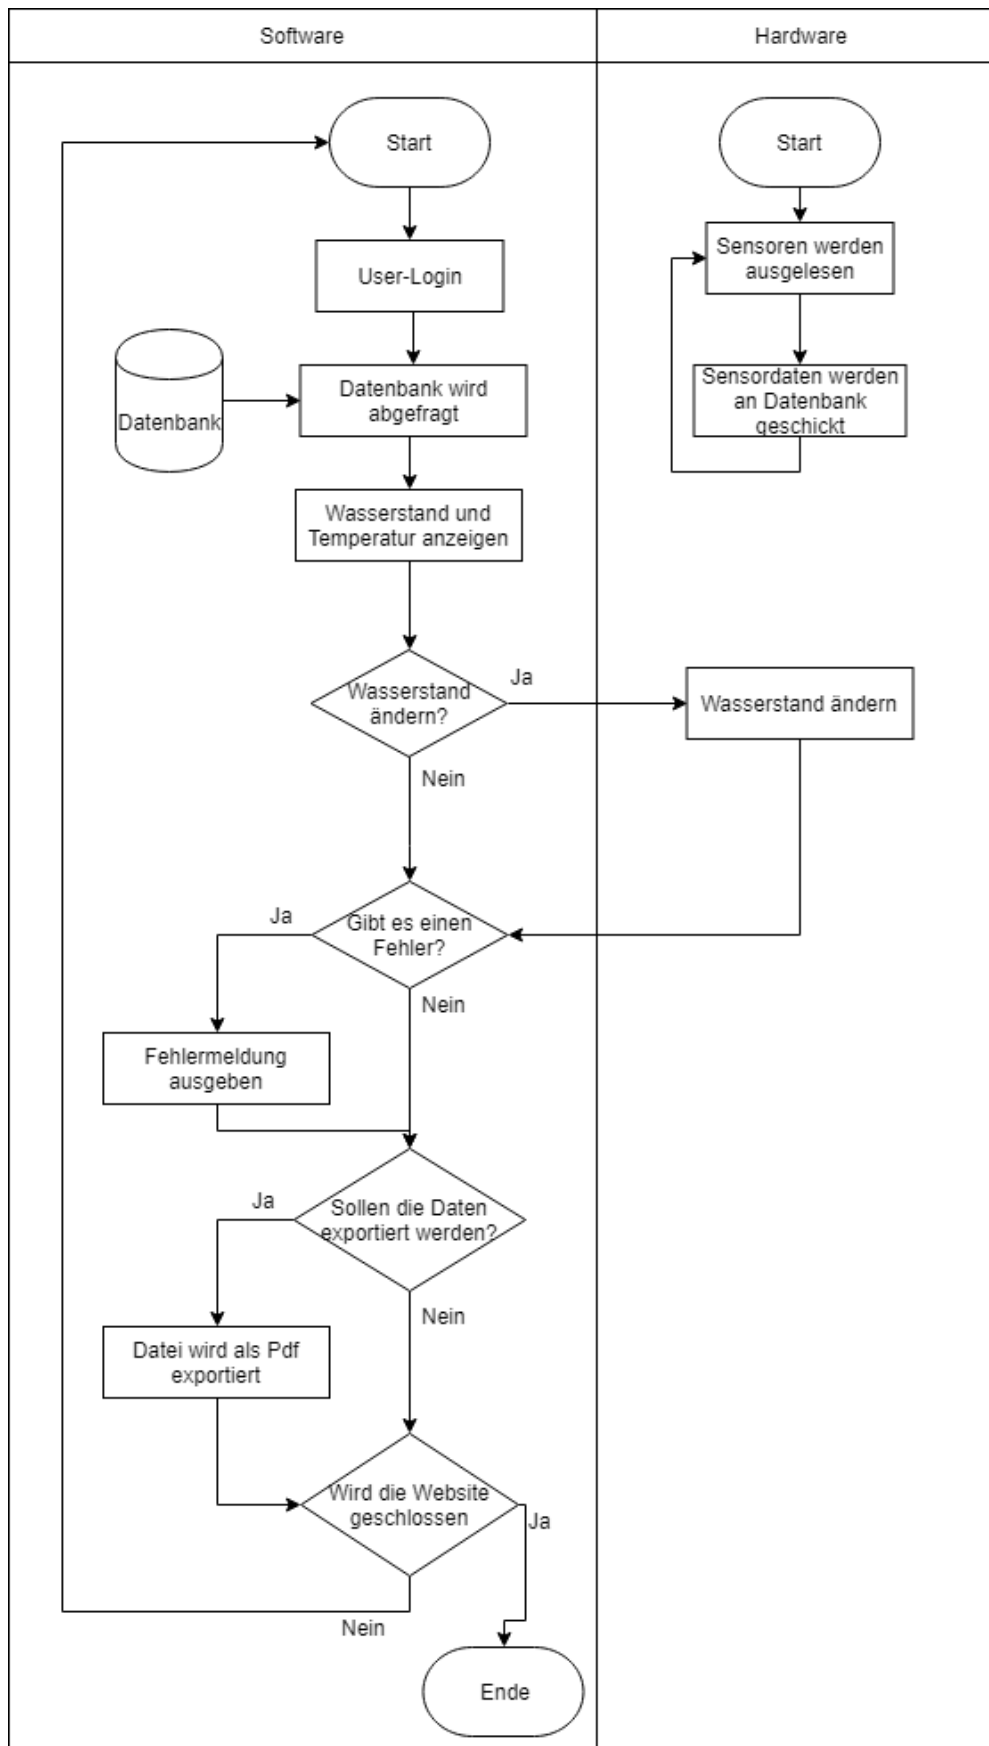 Software
Hardware
Start
Start
User-Login
Sensoren werden
ausgelesen
Datenbank
Datenbank wird
abgefragt
Sensordaten werden
an Datenbank
geschickt
Wasserstand und
Temperatur anzeigen
Wasserstand
ändern?
Ja
Wasserstand ändern
Nein
Gibt es einen
Fehler?
Ja
Nein
Fehlermeldung
ausgeben
Sollen die Daten
exportiert werden?
Ja
Nein
Datei wird als Pdf
exportiert
Wird die Website
geschlossen
Ja
Nein
Ende